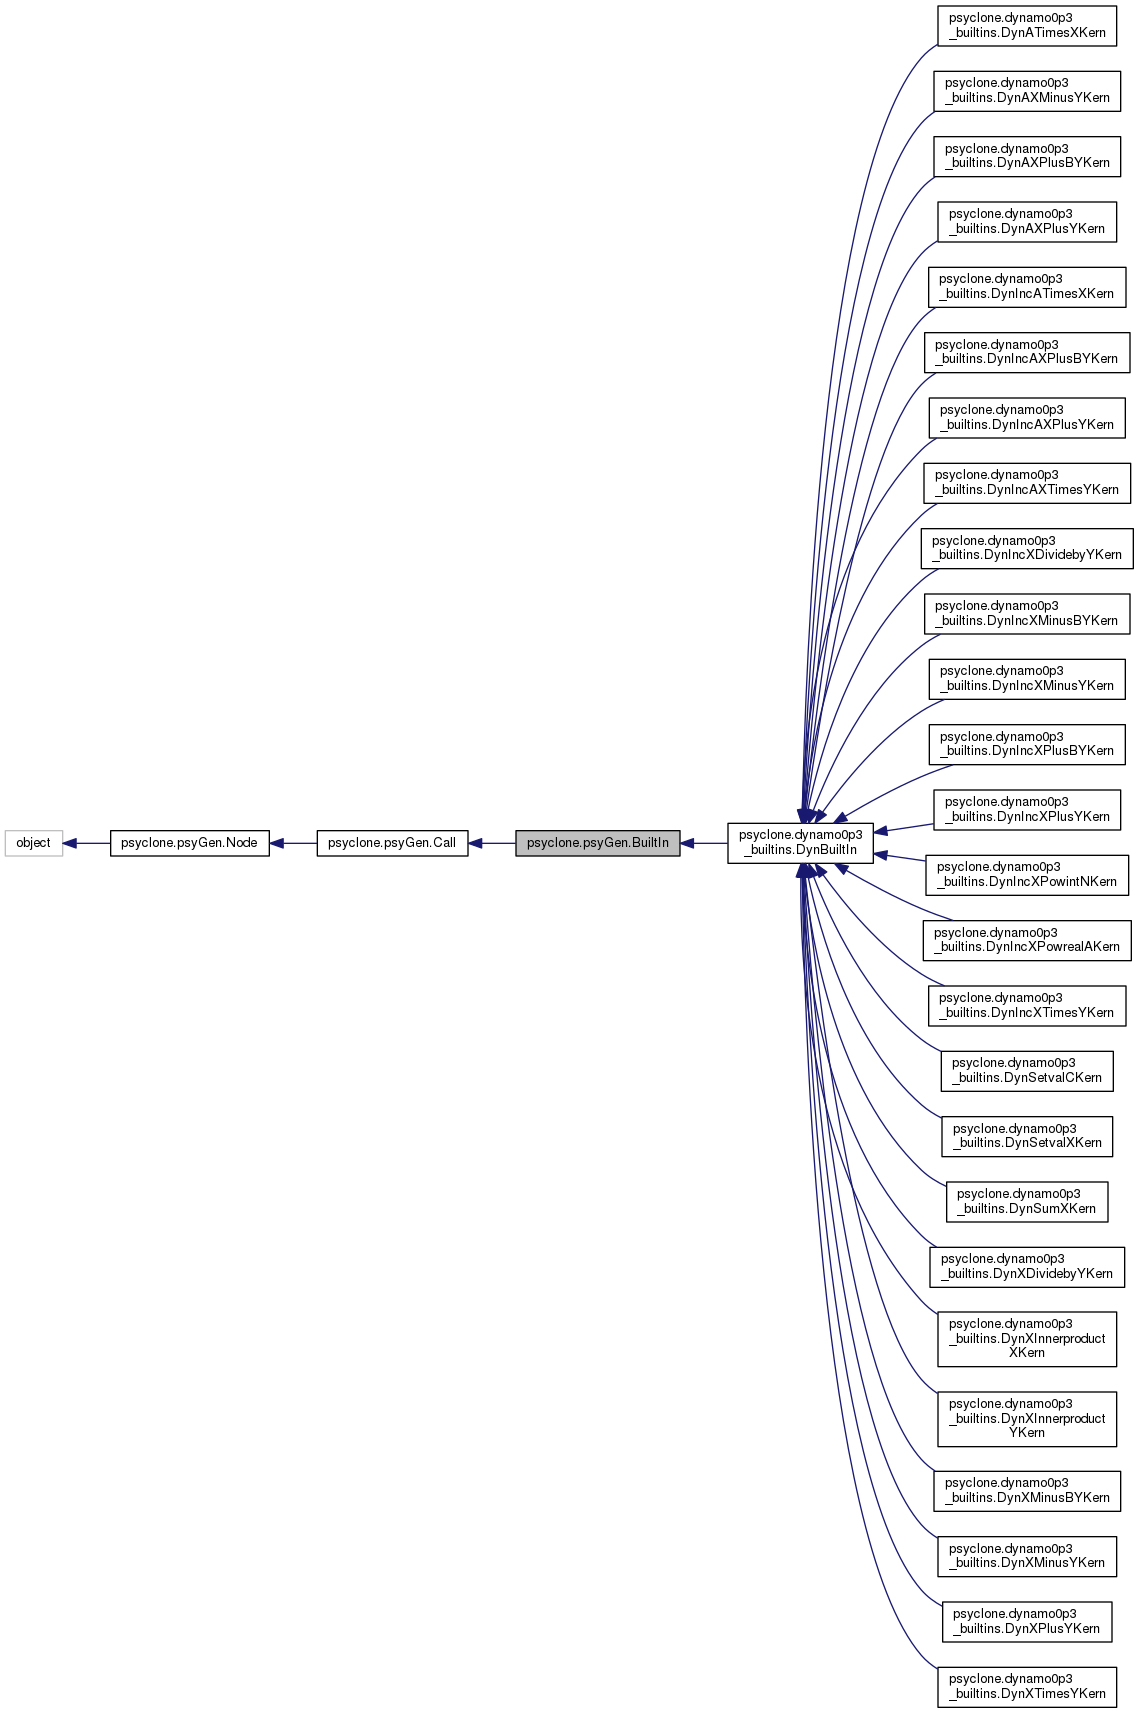 psyclone.dynamo0p3
_builtins.DynATimesXKern
psyclone.dynamo0p3
_builtins.DynAXMinusYKern
psyclone.dynamo0p3
_builtins.DynAXPlusBYKern
psyclone.dynamo0p3
_builtins.DynAXPlusYKern
psyclone.dynamo0p3
_builtins.DynIncATimesXKern
psyclone.dynamo0p3
_builtins.DynIncAXPlusBYKern
psyclone.dynamo0p3
_builtins.DynIncAXPlusYKern
psyclone.dynamo0p3
_builtins.DynIncAXTimesYKern
psyclone.dynamo0p3
_builtins.DynIncXDividebyYKern
psyclone.dynamo0p3
_builtins.DynIncXMinusBYKern
psyclone.dynamo0p3
_builtins.DynIncXMinusYKern
psyclone.dynamo0p3
_builtins.DynIncXPlusBYKern
psyclone.dynamo0p3
_builtins.DynIncXPlusYKern
object
psyclone.psyGen.Node
psyclone.psyGen.Call
psyclone.psyGen.BuiltIn
psyclone.dynamo0p3
_builtins.DynBuiltIn
psyclone.dynamo0p3
_builtins.DynIncXPowintNKern
psyclone.dynamo0p3
_builtins.DynIncXPowrealAKern
psyclone.dynamo0p3
_builtins.DynIncXTimesYKern
psyclone.dynamo0p3
_builtins.DynSetvalCKern
psyclone.dynamo0p3
_builtins.DynSetvalXKern
psyclone.dynamo0p3
_builtins.DynSumXKern
psyclone.dynamo0p3
_builtins.DynXDividebyYKern
psyclone.dynamo0p3
_builtins.DynXInnerproduct
XKern
psyclone.dynamo0p3
_builtins.DynXInnerproduct
YKern
psyclone.dynamo0p3
_builtins.DynXMinusBYKern
psyclone.dynamo0p3
_builtins.DynXMinusYKern
psyclone.dynamo0p3
_builtins.DynXPlusYKern
psyclone.dynamo0p3
_builtins.DynXTimesYKern